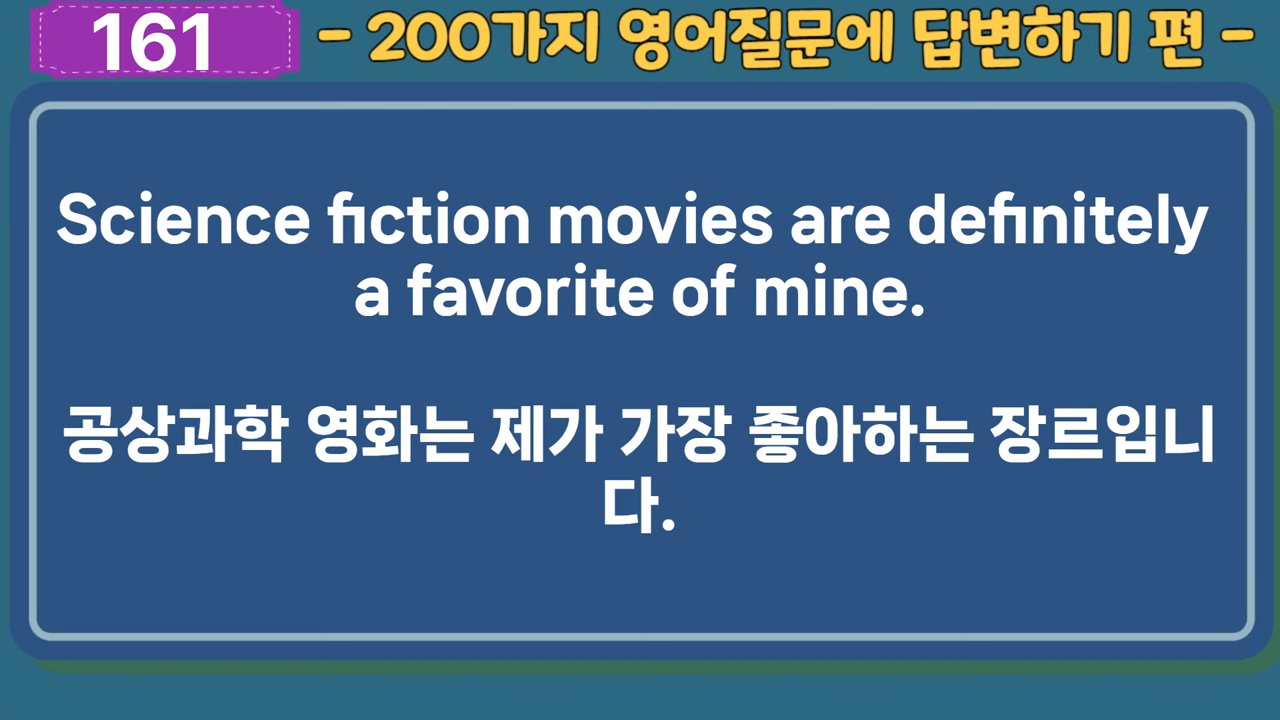 161
- 200가지 영어질문에 답변하기 편 -
Science fiction movies are definitely
a favorite of mine.
공상과학 영화는 제가 가장 좋아하는 장르입니
다.